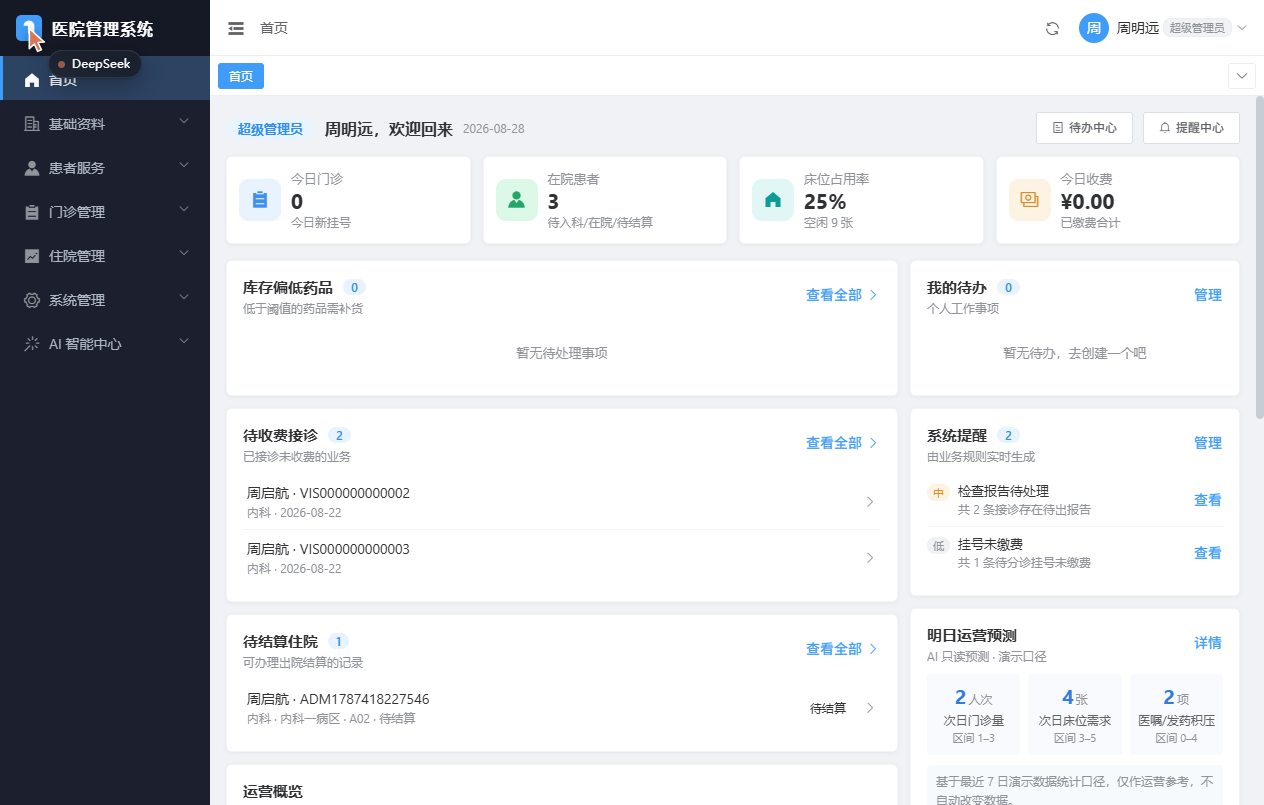 医院管理系统
DeepSeek
首页
基础资料
患者服务
门诊管理
住院管理
系统管理
AI 智能中心
首页
周 周明远 超级管理员
首页
超级管理员 周明远，欢迎回来 2026-08-28
待办中心 提醒中心
今日门诊
0
今日新挂号
在院患者
3
待入科/在院/待结算
床位占用率
25%
空闲 9 张
今日收费
¥0.00
已缴费合计
库存偏低药品 0
低于阈值的药品需补货
查看全部
暂无待处理事项
我的待办 0
个人工作事项
管理
暂无待办，去创建一个吧
待收费接诊 2
已接诊未收费的业务
查看全部
周启航 · VIS000000000002
内科 · 2026-08-22
周启航 · VIS000000000003
内科 · 2026-08-22
系统提醒 2
由业务规则实时生成
管理
中 检查报告待处理
共 2 条接诊存在待出报告
查看
低 挂号未缴费
共 1 条待分诊挂号未缴费
查看
待结算住院 1
可办理出院结算的记录
查看全部
周启航 · ADM1787418227546
内科 · 内科一病区 · A02 · 待结算
待结算
明日运营预测
AI 只读预测 · 演示口径
详情
2 人次
次日门诊量
区间 1–3
4 张
次日床位需求
区间 3–5
2 项
医嘱/发药积压
区间 0–4
基于最近 7 日演示数据统计口径，仅作运营参考，不
自动改变数据。
运营概览